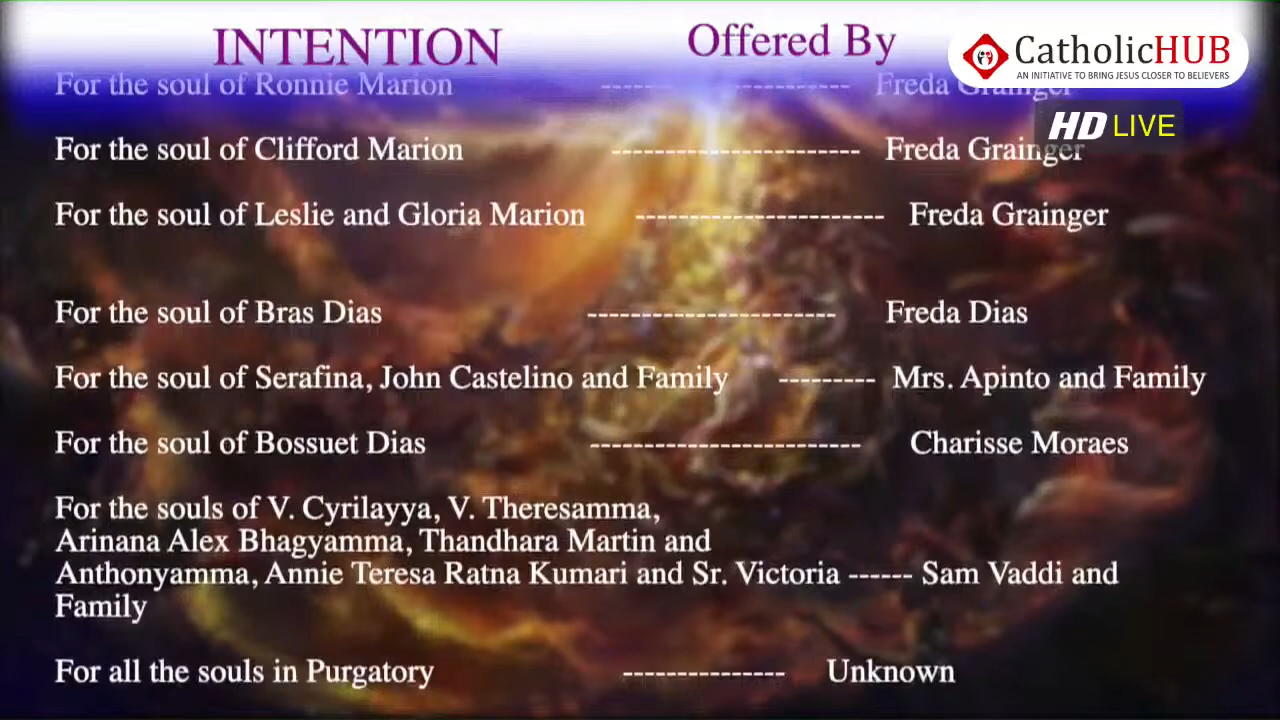 INTENTION Offered By
CatholicHUB
AN INITIATIVE TO BRING JESUS CLOSER TO BELIEVERS
For the soul of Ronnie Marion ---------------------- Freda Grainger
HD LIVE
For the soul of Clifford Marion ----------------------- Freda Grainger
For the soul of Leslie and Gloria Marion ----------------------- Freda Grainger
For the soul of Bras Dias ----------------------- Freda Dias
For the soul of Serafina, John Castelino and Family --------- Mrs. Apinto and Family
For the soul of Bossuet Dias ------------------------- Charisse Moraes
For the souls of V. Cyrilayya, V. Theresamma,
Arinana Alex Bhagyamma, Thandhara Martin and
Anthonyamma, Annie Teresa Ratna Kumari and Sr. Victoria ------ Sam Vaddi and
Family
For all the souls in Purgatory --------------- Unknown